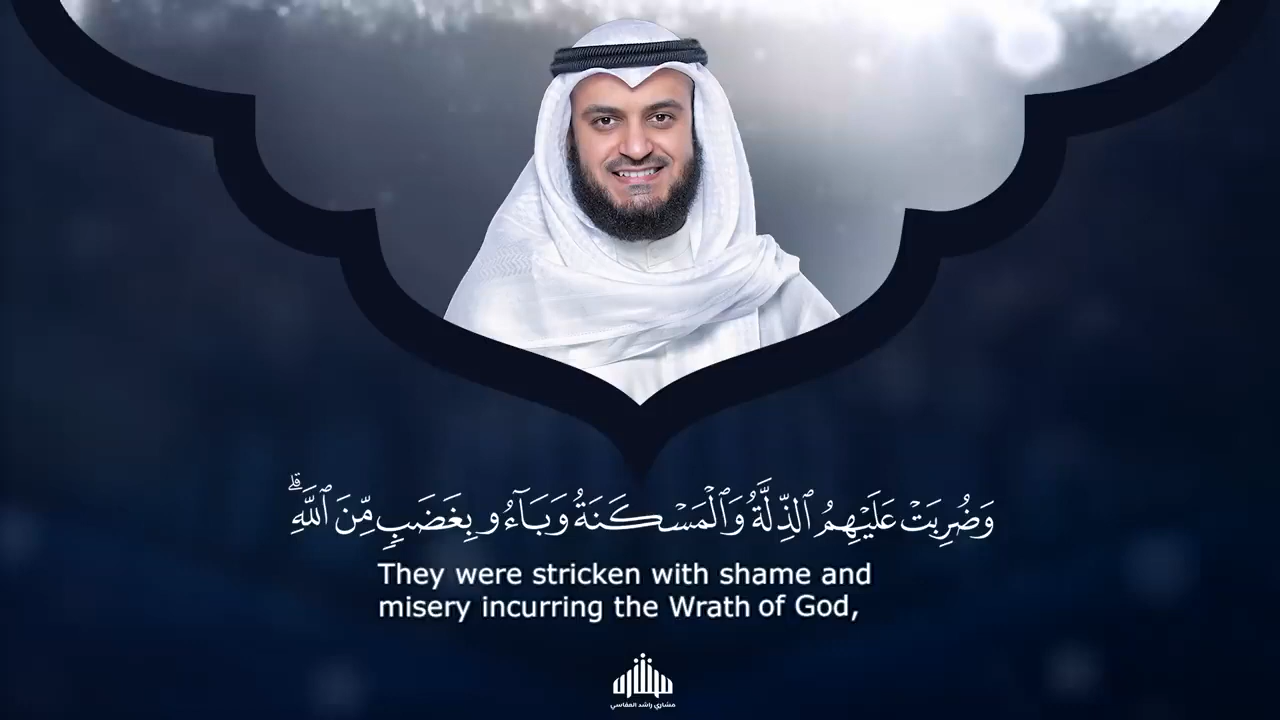 وَضُرِبَتْ عَلَيْهِمُ ٱلذِّلَّةُ وَٱلْمَسْكَنَةُ وَبَآءُو بِغَضَبٍ مِّنَ ٱللَّهِ ۗ
They were stricken with shame and
misery incurring the Wrath of God,
مشاري راشد العفاسي